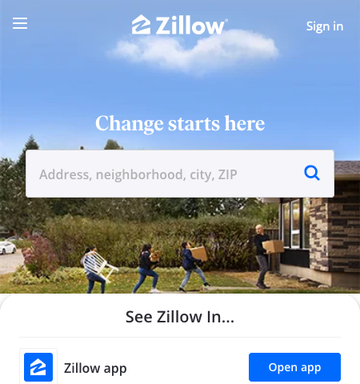 Zillow
Sign in
Change starts here
Address, neighborhood, city, ZIP
See Zillow In...
Zillow app
Open app